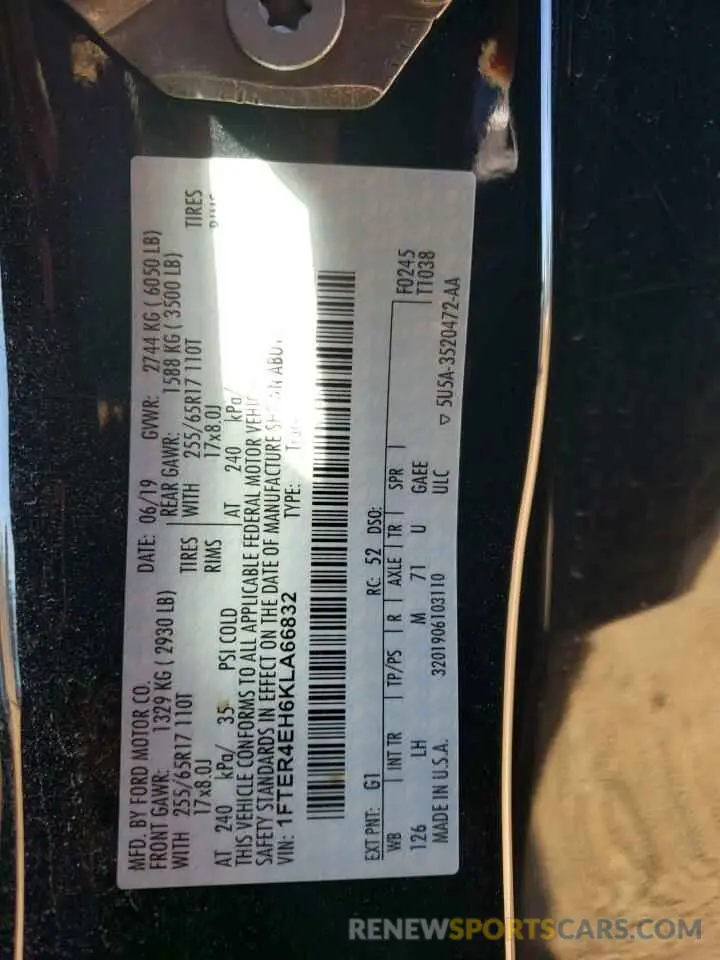 MFD. BY FORD MOTOR CO.
DATE: 06/19 GVWR: 2744 KG ( 6050 LB)
FRONT GAWR: 1329 KG ( 2930 LB) REAR GAWR: 1588 KG ( 3500 LB)
WITH 255/65R17 110T TIRES WITH 255/65R17 110T TIRES
17x8.0J RIMS 17x8.0J
AT 240 kPa/ 35 PSI COLD AT 240 kPa/
THIS VEHICLE CONFORMS TO ALL APPLICABLE FEDERAL MOTOR
SAFETY STANDARDS IN EFFECT ON THE DATE OF MANUFACTURE
VIN: 1FTER4EH6KLA66832 TYPE:
EXT PNT: G1 RC: 52 DSO:
WB INT TR TP/PS R AXLE TR SPR F0245
126 LH M 71 U GAEE T1038
MADE IN U.S.A. 3201906103110 ULC ▽ 5U5A-3520472-AA
RENEWSPORTSCARS.COM